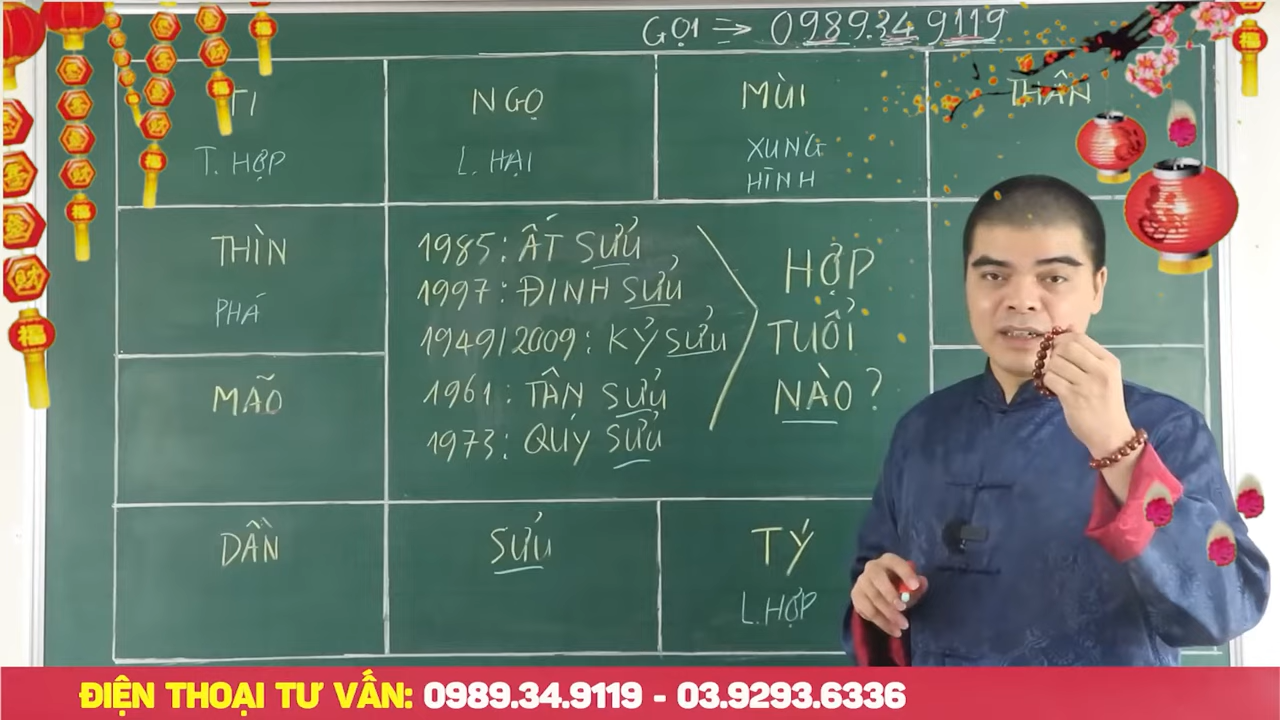 GỌI ⇒ 0989.34.9119
TỊ
T. HỢP
NGỌ
L. HẠI
MÙI
XUNG
HÌNH
THÂN
THÌN
PHÁ
1985: ẤT SỬU
1997: ĐINH SỬU
1949/2009: KỶ SỬU
1961: TÂN SỬU
1973: QUÝ SỬU
HỢP
TUỔI
NÀO?
MÃO
DẦN
SỬU
TÝ
L. HỢP
ĐIỆN THOẠI TƯ VẤN: 0989.34.9119 - 03.9293.6336